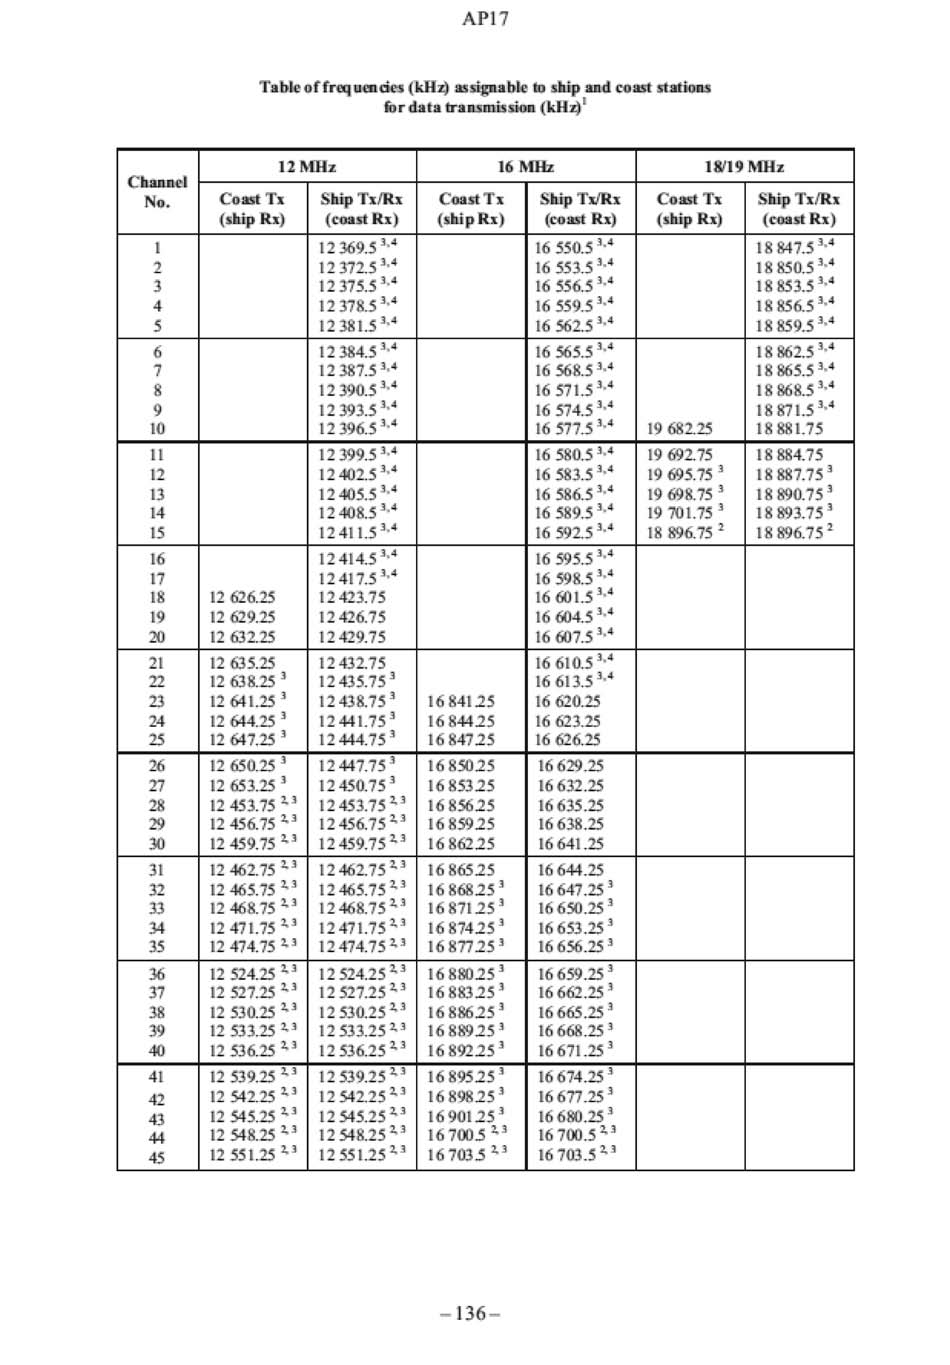 AP17
Table of frequencies (kHz) assignable to ship and coast stations
for data transmission (kHz)1
Channel No. 12 MHz 16 MHz 18/19 MHz
Coast Tx (ship Rx) Ship Tx/Rx (coast Rx) Coast Tx (ship Rx) Ship Tx/Rx (coast Rx) Coast Tx (ship Rx) Ship Tx/Rx (coast Rx)
1 12 369.5 3,4 16 550.5 3,4 18 847.5 3,4
2 12 372.5 3,4 16 553.5 3,4 18 850.5 3,4
3 12 375.5 3,4 16 556.5 3,4 18 853.5 3,4
4 12 378.5 3,4 16 559.5 3,4 18 856.5 3,4
5 12 381.5 3,4 16 562.5 3,4 18 859.5 3,4
6 12 384.5 3,4 16 565.5 3,4 18 862.5 3,4
7 12 387.5 3,4 16 568.5 3,4 18 865.5 3,4
8 12 390.5 3,4 16 571.5 3,4 18 868.5 3,4
9 12 393.5 3,4 16 574.5 3,4 18 871.5 3,4
10 12 396.5 3,4 16 577.5 3,4 19 682.25 18 881.75
11 12 399.5 3,4 16 580.5 3,4 19 692.75 18 884.75
12 12 402.5 3,4 16 583.5 3,4 19 695.75 3 18 887.75 3
13 12 405.5 3,4 16 586.5 3,4 19 698.75 3 18 890.75 3
14 12 408.5 3,4 16 589.5 3,4 19 701.75 3 18 893.75 3
15 12 411.5 3,4 16 592.5 3,4 18 896.75 2 18 896.75 2
16 12 414.5 3,4 16 595.5 3,4
17 12 417.5 3,4 16 598.5 3,4
18 12 626.25 12 423.75 16 601.5 3,4
19 12 629.25 12 426.75 16 604.5 3,4
20 12 632.25 12 429.75 16 607.5 3,4
21 12 635.25 12 432.75 16 610.5 3,4
22 12 638.25 3 12 435.75 3 16 613.5 3,4
23 12 641.25 3 12 438.75 3 16 841.25 16 620.25
24 12 644.25 3 12 441.75 3 16 844.25 16 623.25
25 12 647.25 3 12 444.75 3 16 847.25 16 626.25
26 12 650.25 3 12 447.75 3 16 850.25 16 629.25
27 12 653.25 3 12 450.75 3 16 853.25 16 632.25
28 12 453.75 2,3 12 453.75 2,3 16 856.25 16 635.25
29 12 456.75 2,3 12 456.75 2,3 16 859.25 16 638.25
30 12 459.75 2,3 12 459.75 2,3 16 862.25 16 641.25
31 12 462.75 2,3 12 462.75 2,3 16 865.25 16 644.25
32 12 465.75 2,3 12 465.75 2,3 16 868.25 3 16 647.25 3
33 12 468.75 2,3 12 468.75 2,3 16 871.25 3 16 650.25 3
34 12 471.75 2,3 12 471.75 2,3 16 874.25 3 16 653.25 3
35 12 474.75 2,3 12 474.75 2,3 16 877.25 3 16 656.25 3
36 12 524.25 2,3 12 524.25 2,3 16 880.25 3 16 659.25 3
37 12 527.25 2,3 12 527.25 2,3 16 883.25 3 16 662.25 3
38 12 530.25 2,3 12 530.25 2,3 16 886.25 3 16 665.25 3
39 12 533.25 2,3 12 533.25 2,3 16 889.25 3 16 668.25 3
40 12 536.25 2,3 12 536.25 2,3 16 892.25 3 16 671.25 3
41 12 539.25 2,3 12 539.25 2,3 16 895.25 3 16 674.25 3
42 12 542.25 2,3 12 542.25 2,3 16 898.25 3 16 677.25 3
43 12 545.25 2,3 12 545.25 2,3 16 901.25 3 16 680.25 3
44 12 548.25 2,3 12 548.25 2,3 16 700.5 2,3 16 700.5 2,3
45 12 551.25 2,3 12 551.25 2,3 16 703.5 2,3 16 703.5 2,3
– 136 –